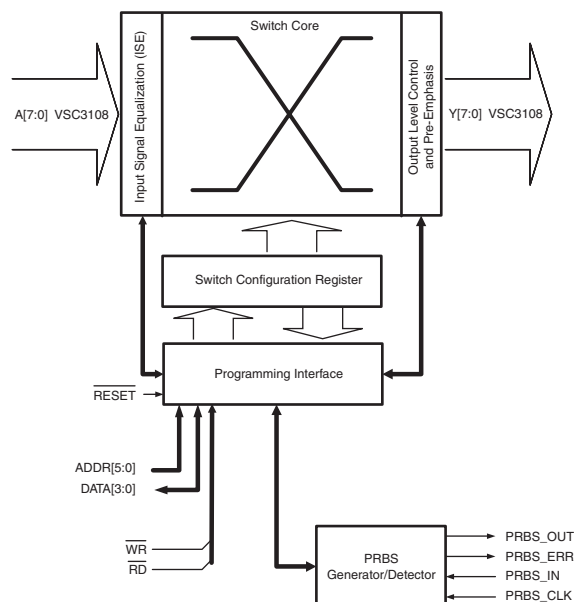 Switch Core
Input Signal Equalization (ISE)
Output Level Control
and Pre-Emphasis
A[7:0] VSC3108
Y[7:0] VSC3108
Switch Configuration Register
Programming Interface
RESET
ADDR[5:0]
DATA[3:0]
WR
RD
PRBS
Generator/Detector
PRBS_OUT
PRBS_ERR
PRBS_IN
PRBS_CLK